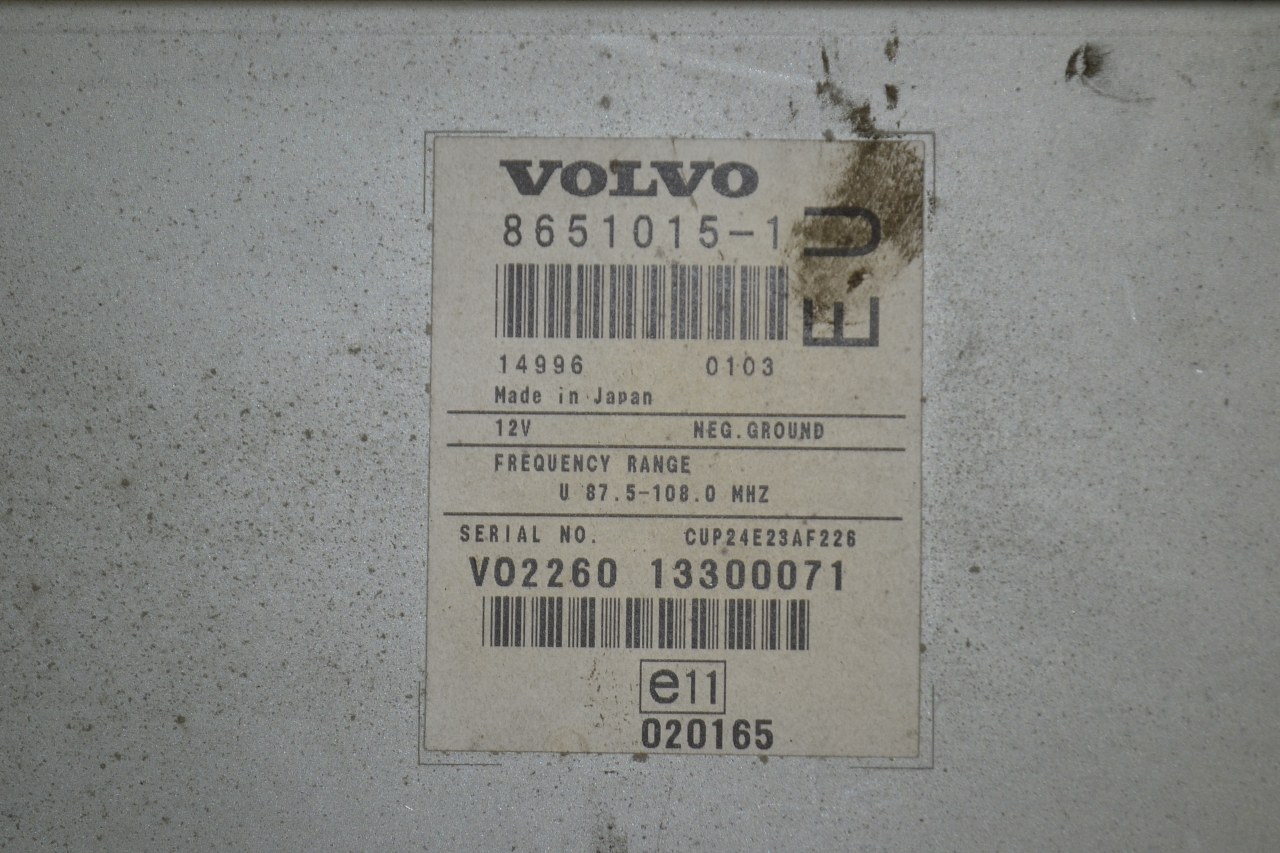 VOLVO
8651015-1
EU
14996 0103
Made in Japan
12V NEG.GROUND
FREQUENCY RANGE
U 87.5-108.0 MHZ
SERIAL NO. CUP24E23AF226
VO2260 13300071
e11
020165